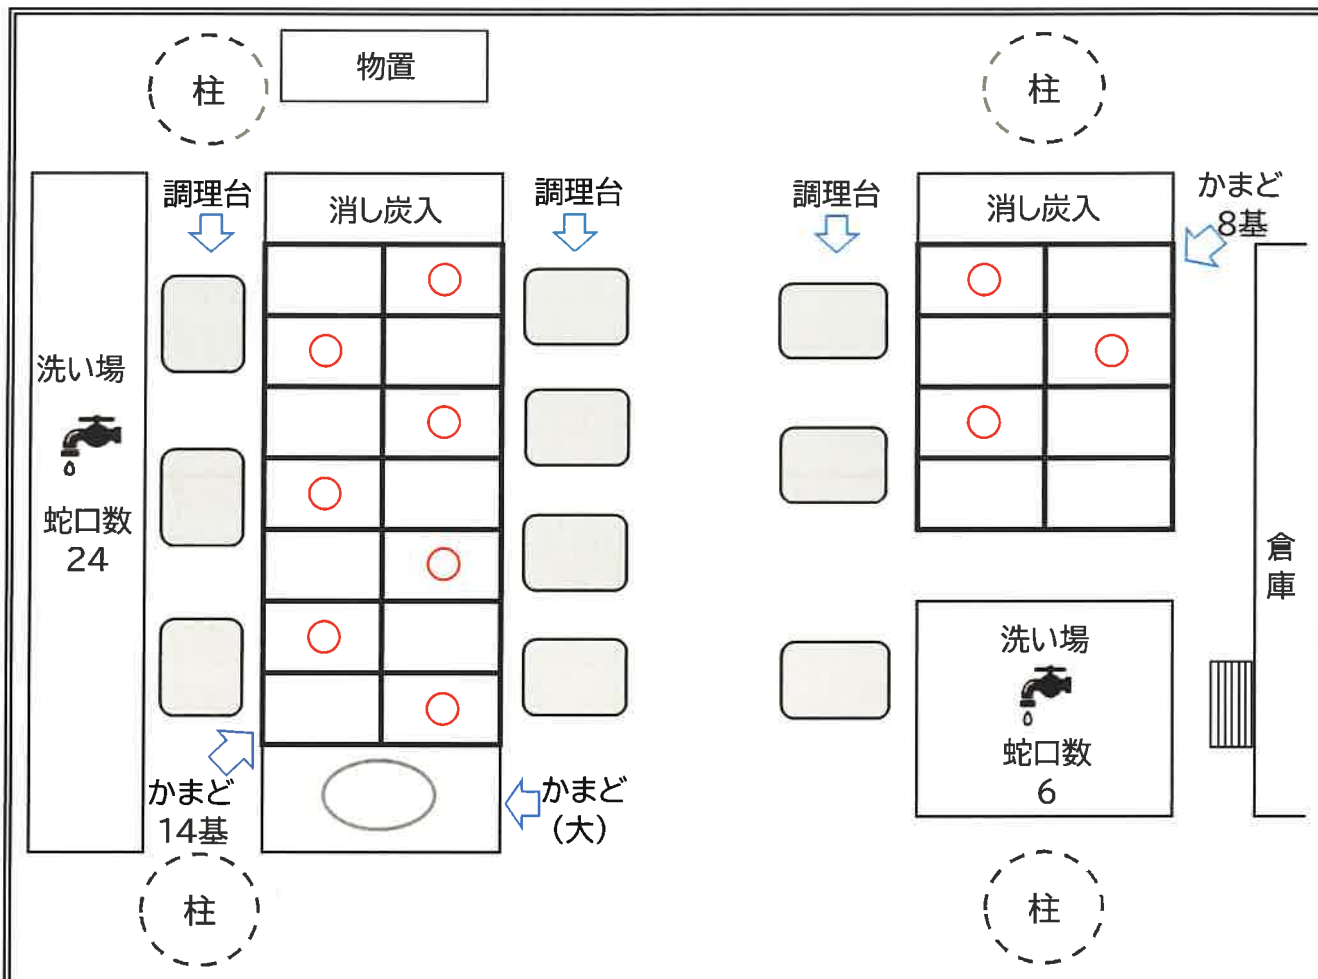 柱
物置
柱
調理台
消し炭入
調理台
調理台
消し炭入
かまど
8基
洗い場
蛇口数
24
倉庫
洗い場
蛇口数
6
かまど
14基
かまど
(大)
柱
柱